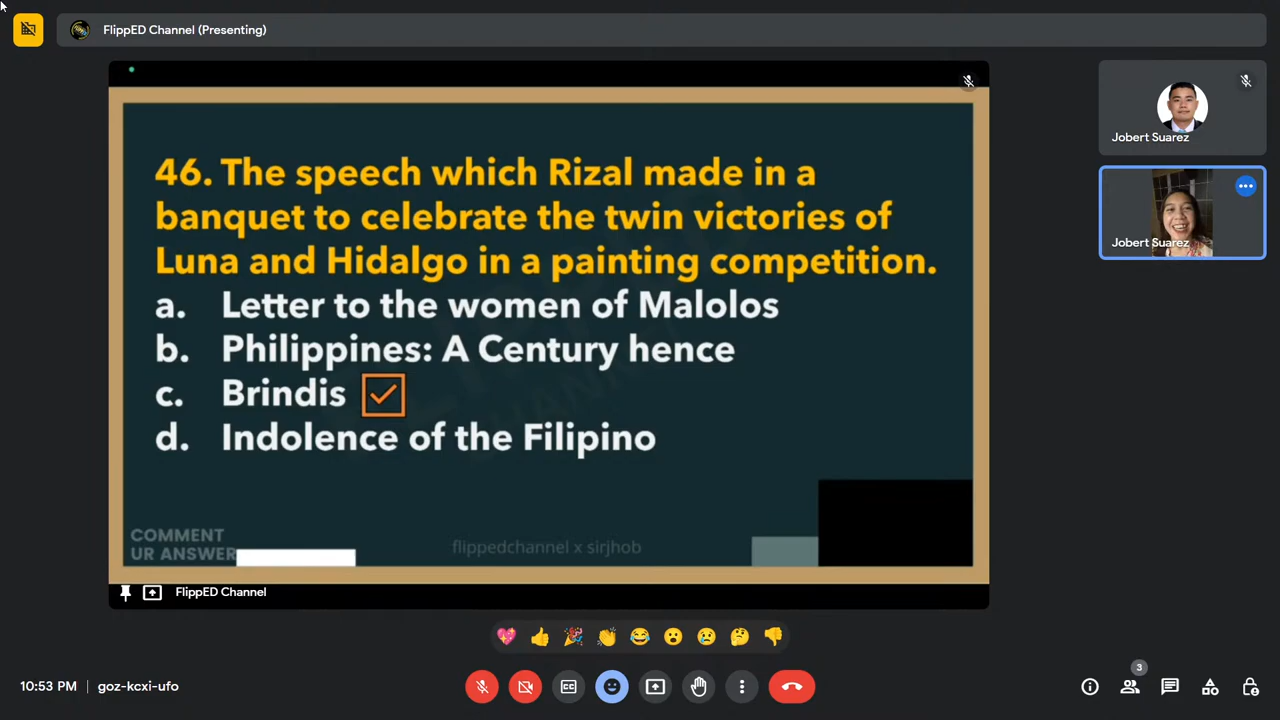 FlippED Channel (Presenting)
46. The speech which Rizal made in a
banquet to celebrate the twin victories of
Luna and Hidalgo in a painting competition.
a. Letter to the women of Malolos
b. Philippines: A Century hence
c. Brindis
d. Indolence of the Filipino
COMMENT
UR ANSWER
flippedchannel x sirjhob
FlippED Channel
Jobert Suarez
Jobert Suarez
10:53 PM | goz-kcxi-ufo
3